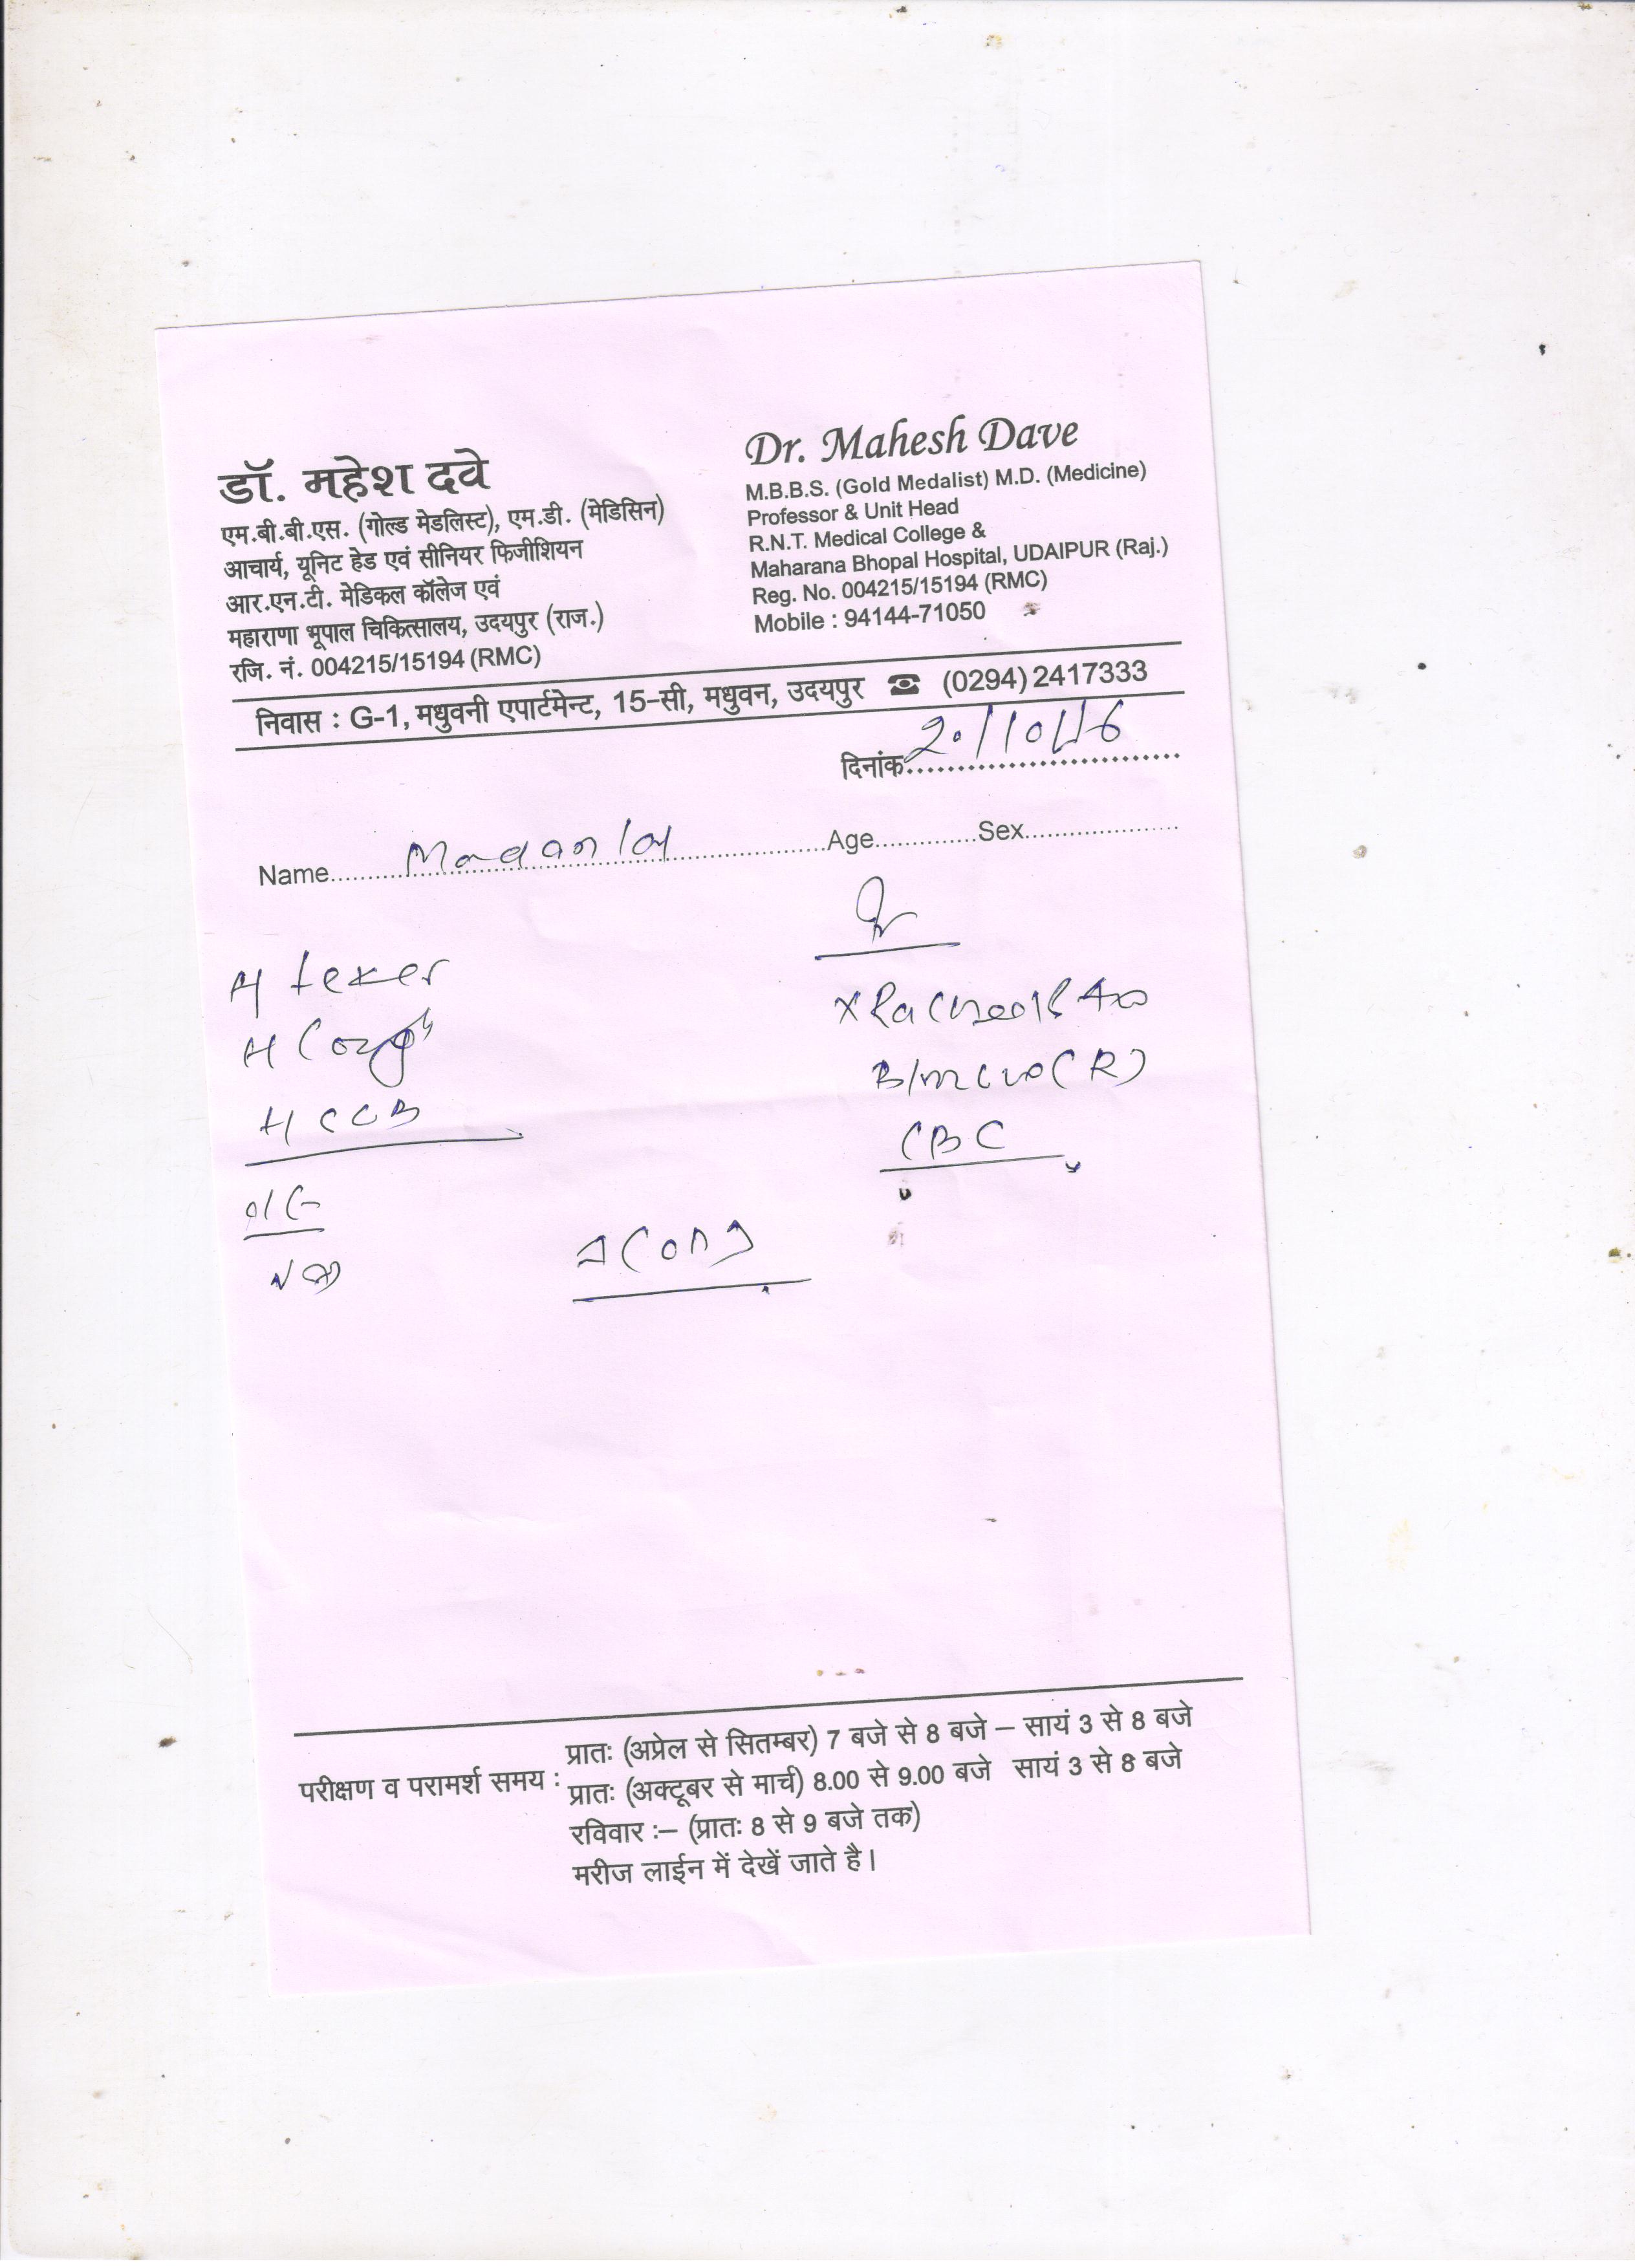 डॉ. महेश दवे
एम.बी.बी.एस. (गोल्ड मेडलिस्ट), एम.डी. (मेडिसिन)
आचार्य, यूनिट हेड एवं सीनियर फिजीशियन
आर.एन.टी. मेडिकल कॉलेज एवं
महाराणा भूपाल चिकित्सालय, उदयपुर (राज.)
रजि. नं. 004215/15194 (RMC)
Dr. Mahesh Dave
M.B.B.S. (Gold Medalist) M.D. (Medicine)
Professor & Unit Head
R.N.T. Medical College &
Maharana Bhopal Hospital, UDAIPUR (Raj.)
Reg. No. 004215/15194 (RMC)
Mobile : 94144-71050
निवास : G-1, मधुवनी एपार्टमेन्ट, 15-सी, मधुवन, उदयपुर ☎ (0294) 2417333
दिनांक 20/10/16
Name Madan lal Age Sex
H fever
H Cough
H CCB
O/E
CBC
परीक्षण व परामर्श समय : प्रातः (अप्रेल से सितम्बर) 7 बजे से 8 बजे – सायं 3 से 8 बजे
प्रातः (अक्टूबर से मार्च) 8.00 से 9.00 बजे सायं 3 से 8 बजे
रविवार :– (प्रातः 8 से 9 बजे तक)
मरीज लाईन में देखें जाते है।